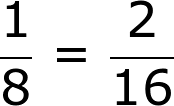 1/8 = 2/16